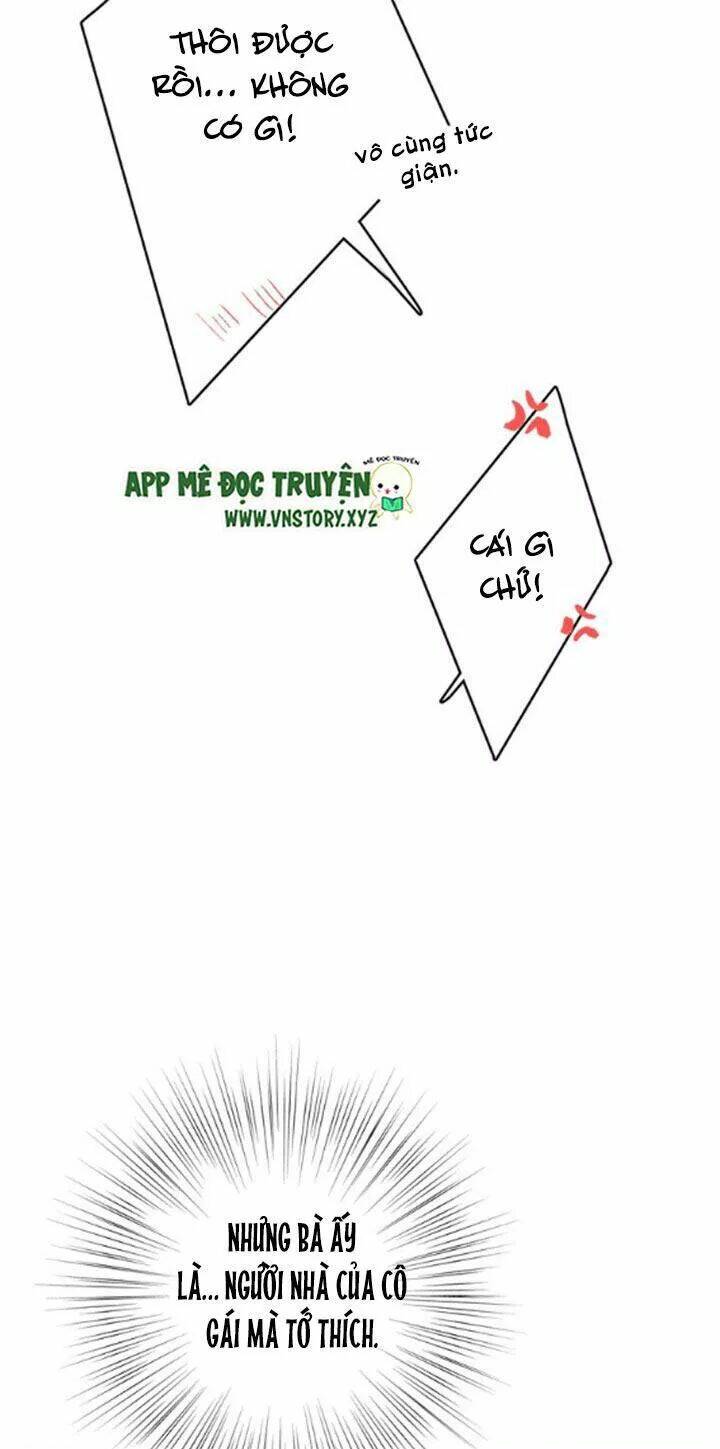 THÔI ĐƯỢC
RỒI... KHÔNG
CÓ GÌ!
vô cùng tức
giận.
MÊ ĐỌC TRUYỆN
APP MÊ ĐỌC TRUYỆN
WWW.VNSTORY.XYZ
CÁI GÌ
CHỨ!
NHƯNG BÀ ẤY
LÀ... NGƯỜI NHÀ CỦA CÔ
GÁI MÀ TỚ THÍCH.